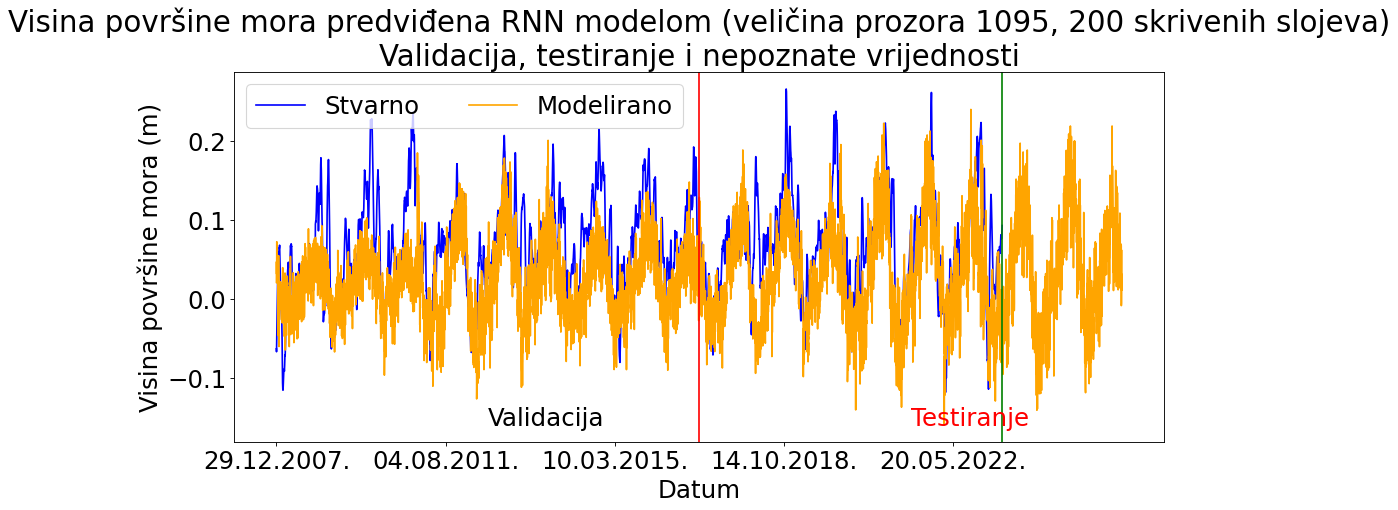 Visina površine mora predviđena RNN modelom (veličina prozora 1095, 200 skrivenih slojeva)
Validacija, testiranje i nepoznate vrijednosti
Stvarno
Modelirano
Visina površine mora (m)
0.2
0.1
0.0
−0.1
Validacija
Testiranje
29.12.2007.
04.08.2011.
10.03.2015.
14.10.2018.
20.05.2022.
Datum